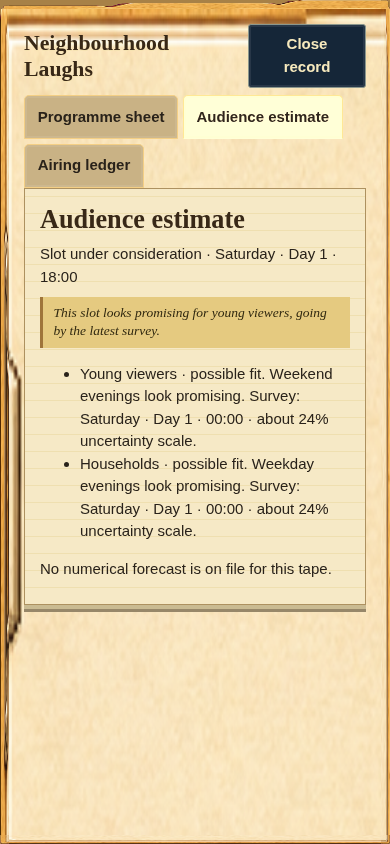 Neighbourhood
Laughs
Close
record
Programme sheet
Audience estimate
Airing ledger
Audience estimate
Slot under consideration · Saturday · Day 1 ·
18:00
This slot looks promising for young viewers, going
by the latest survey.
• Young viewers · possible fit. Weekend
evenings look promising. Survey:
Saturday · Day 1 · 00:00 · about 24%
uncertainty scale.
• Households · possible fit. Weekday
evenings look promising. Survey:
Saturday · Day 1 · 00:00 · about 24%
uncertainty scale.
No numerical forecast is on file for this tape.